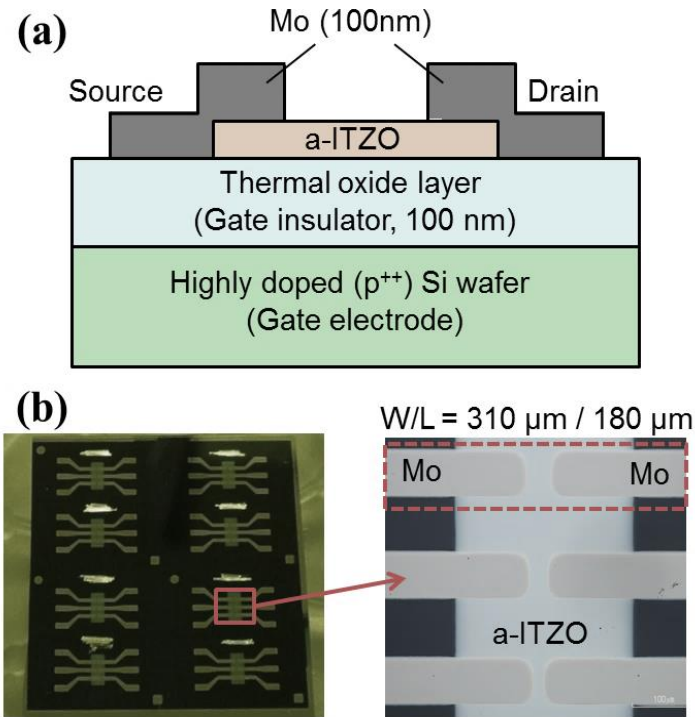 (a)
Mo (100nm)
Source
Drain
a-ITZO
Thermal oxide layer
(Gate insulator, 100 nm)
Highly doped (p++) Si wafer
(Gate electrode)
(b)
W/L = 310 μm / 180 μm
Mo
Mo
a-ITZO
100μm